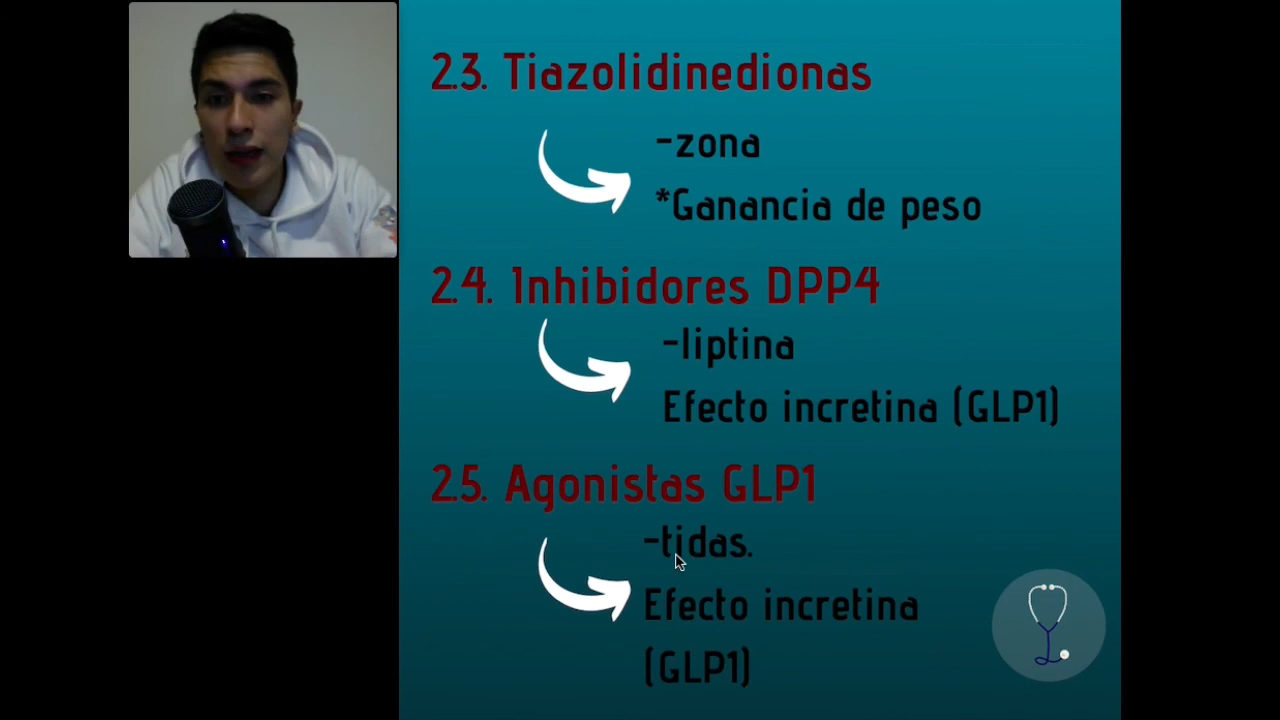 2.3. Tiazolidinedionas
-zona
*Ganancia de peso
2.4. Inhibidores DPP4
-liptina
Efecto incretina (GLP1)
2.5. Agonistas GLP1
-tidas.
Efecto incretina
(GLP1)